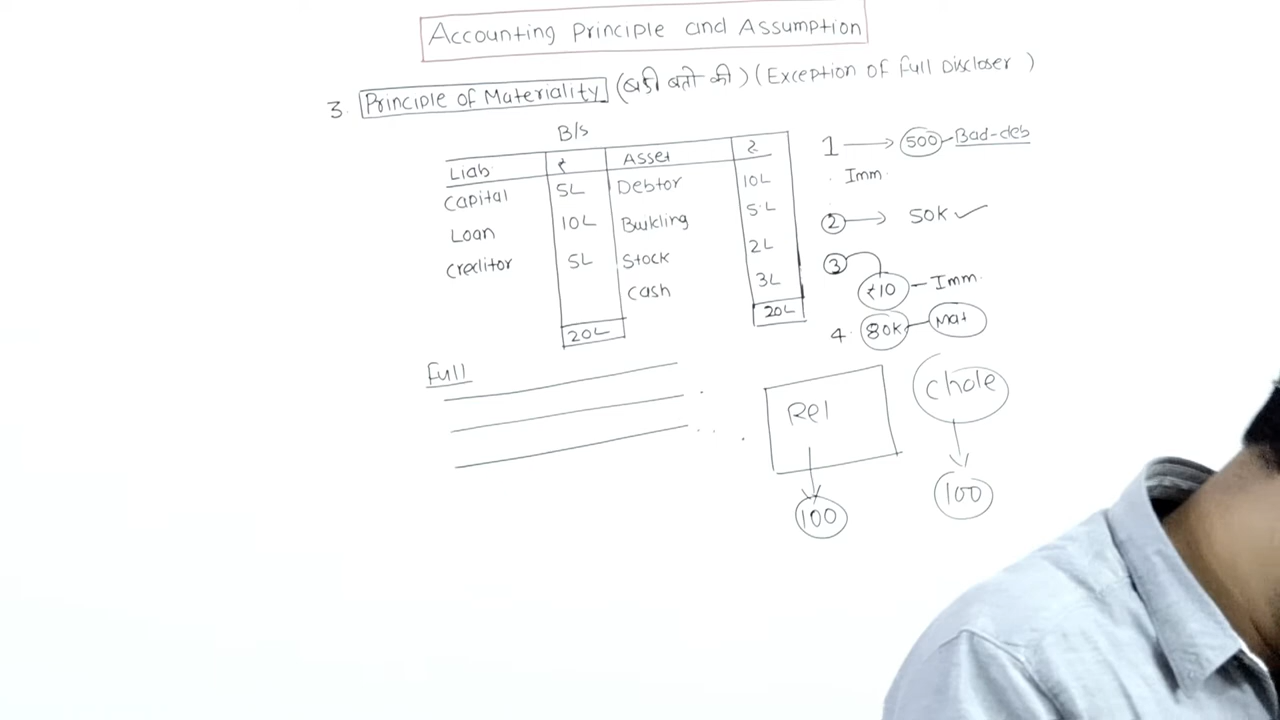 Accounting Principle and Assumption
3. Principle of Materiality (बड़ी बातो की) (Exception of Full Discloser)
B/s
Liab ₹ Asset ₹
Capital 5L Debtor 10L
Loan 10L Building 5L
Creditor 5L Stock 2L
Cash 3L
20L 20L
1 → 500 - Bad-deb
Imm.
2 → 50K ✓
3 ₹10 - Imm.
4. 80K - Mat
Full
Rel
100
Chole
100